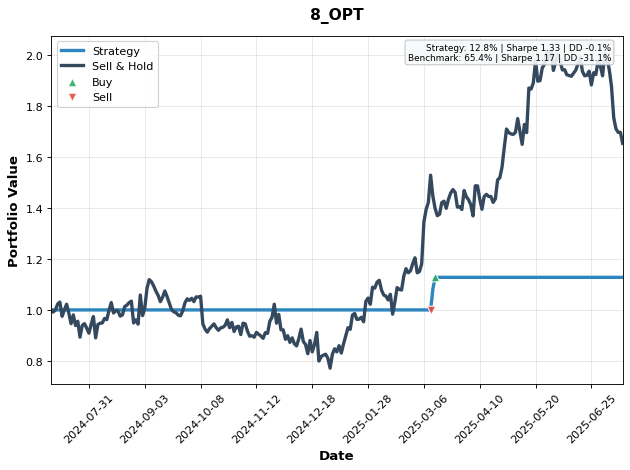 8_OPT
Strategy
Sell & Hold
Buy
Sell
Strategy: 12.8% | Sharpe 1.33 | DD -0.1%
Benchmark: 65.4% | Sharpe 1.17 | DD -31.1%
Portfolio Value
2.0
1.8
1.6
1.4
1.2
1.0
0.8
2024-07-31
2024-09-03
2024-10-08
2024-11-12
2024-12-18
2025-01-28
2025-03-06
2025-04-10
2025-05-20
2025-06-25
Date